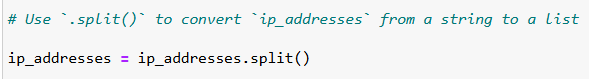 # Use `.split()` to convert `ip_addresses` from a string to a list
ip_addresses = ip_addresses.split()